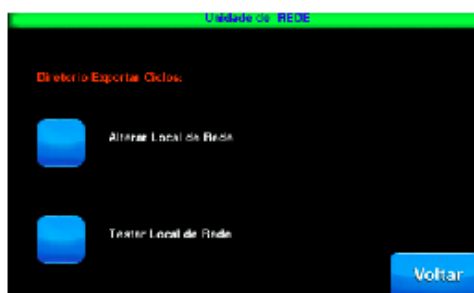 Unidade de REDE
Diretorio Exportar Ciclos:
Alterar Local de Rede
Testar Local de Rede
Voltar